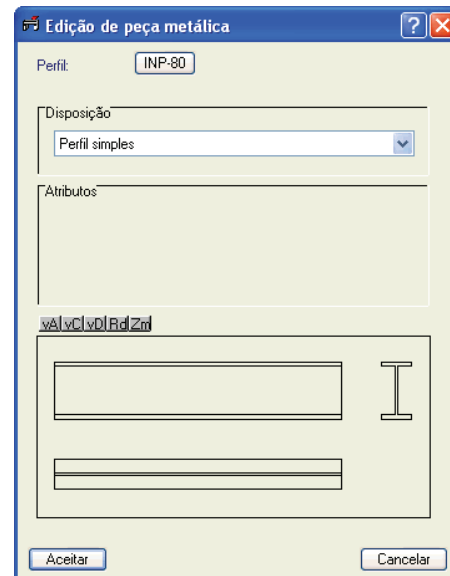 Edição de peça metálica
Perfil: INP-80
Disposição
Perfil simples
Atributos
vA vC vD Rd Zm
Aceitar Cancelar